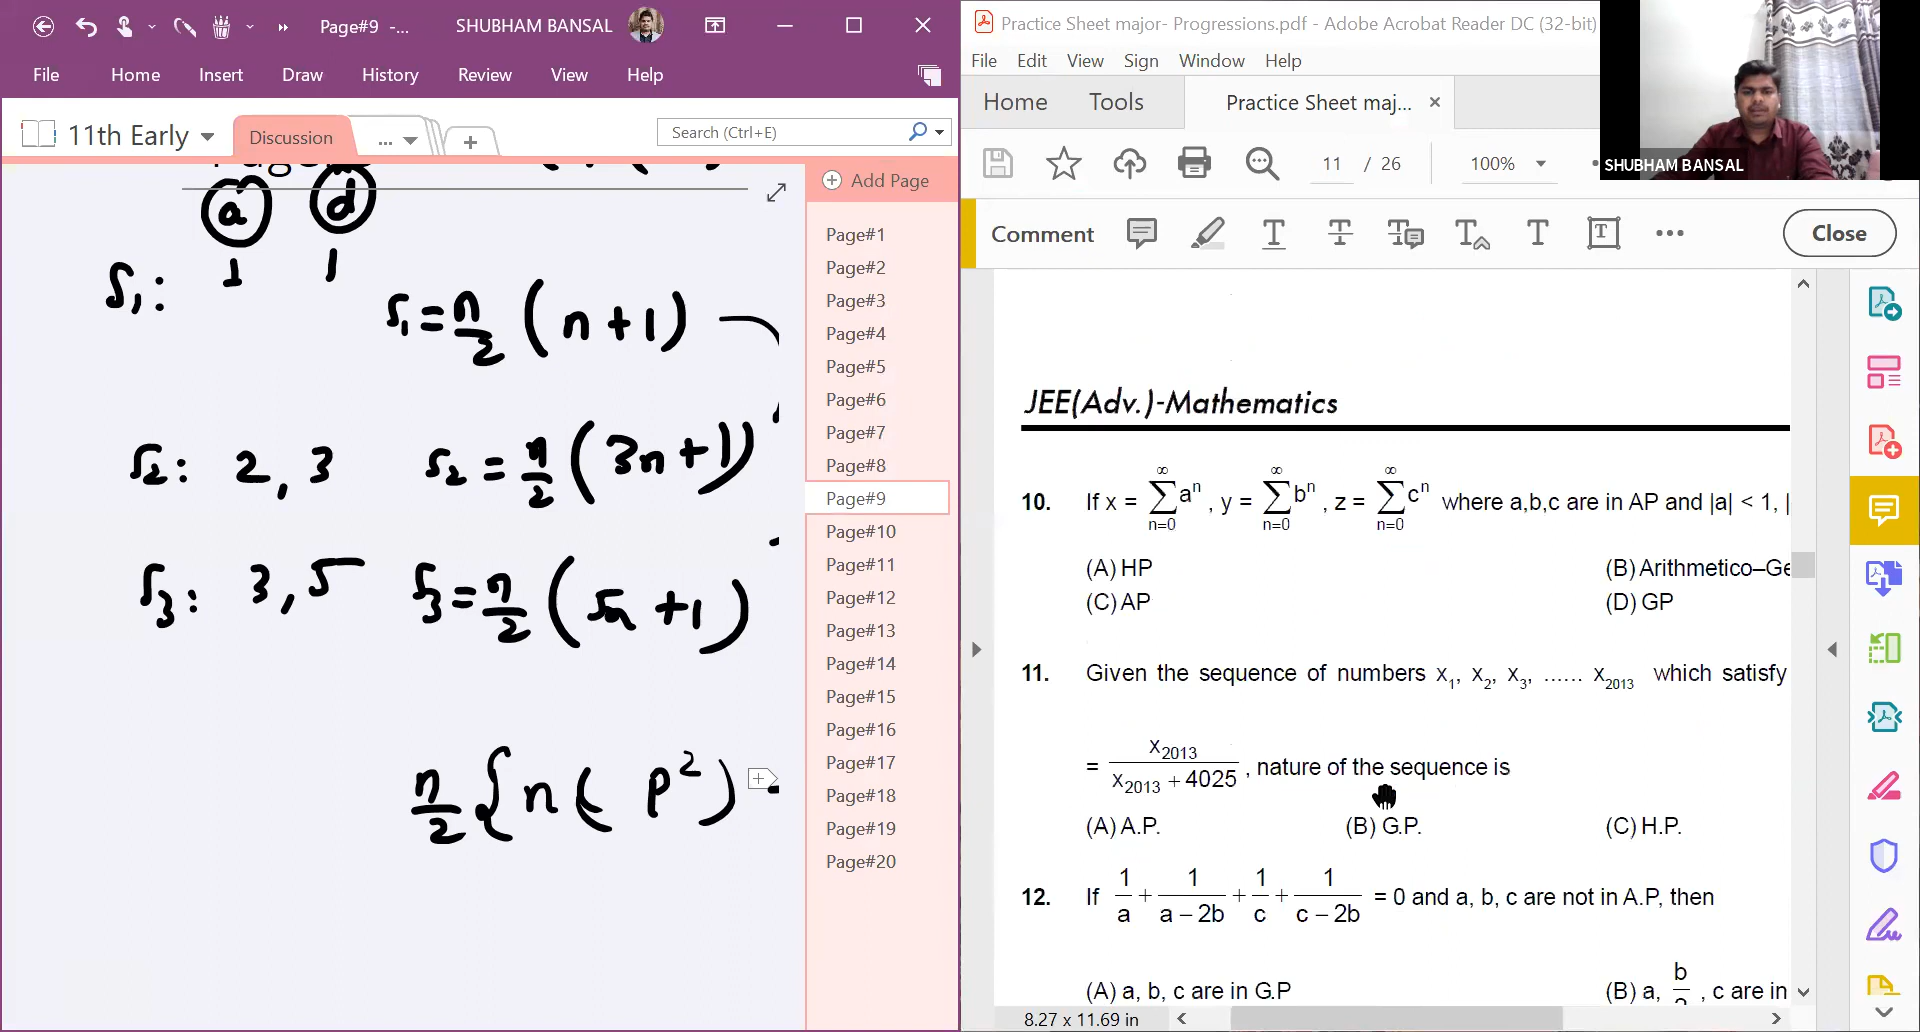 Page#9 -...
SHUBHAM BANSAL
File Home Insert Draw History Review View Help
11th Early
Discussion
...
Search (Ctrl+E)
Add Page
Page#1
Page#2
Page#3
Page#4
Page#5
Page#6
Page#7
Page#8
Page#9
Page#10
Page#11
Page#12
Page#13
Page#14
Page#15
Page#16
Page#17
Page#18
Page#19
Page#20
a d
S₁: 1 1
S₁ = n/2 (n+1)
S₂: 2, 3 S₂ = n/2 (3n+1)
S₃: 3, 5 S₃ = n/2 (5n+1)
n/2 { n( p²)
Practice Sheet major- Progressions.pdf - Adobe Acrobat Reader DC (32-bit)
File Edit View Sign Window Help
Home Tools Practice Sheet maj... ×
11 / 26 100%
SHUBHAM BANSAL
Comment
Close
JEE(Adv.)-Mathematics
10. If x = ∞∑n=0 aⁿ , y = ∞∑n=0 bⁿ , z = ∞∑n=0 cⁿ where a,b,c are in AP and |a| < 1, |
(A) HP (B) Arithmetico–Ge
(C) AP (D) GP
11. Given the sequence of numbers x₁, x₂, x₃, ...... x₂₀₁₃ which satisfy
= x₂₀₁₃/(x₂₀₁₃ + 4025) , nature of the sequence is
(A) A.P. (B) G.P. (C) H.P.
12. If 1/a + 1/(a – 2b) + 1/c + 1/(c – 2b) = 0 and a, b, c are not in A.P, then
(A) a, b, c are in G.P (B) a, b/ , c are in
8.27 x 11.69 in